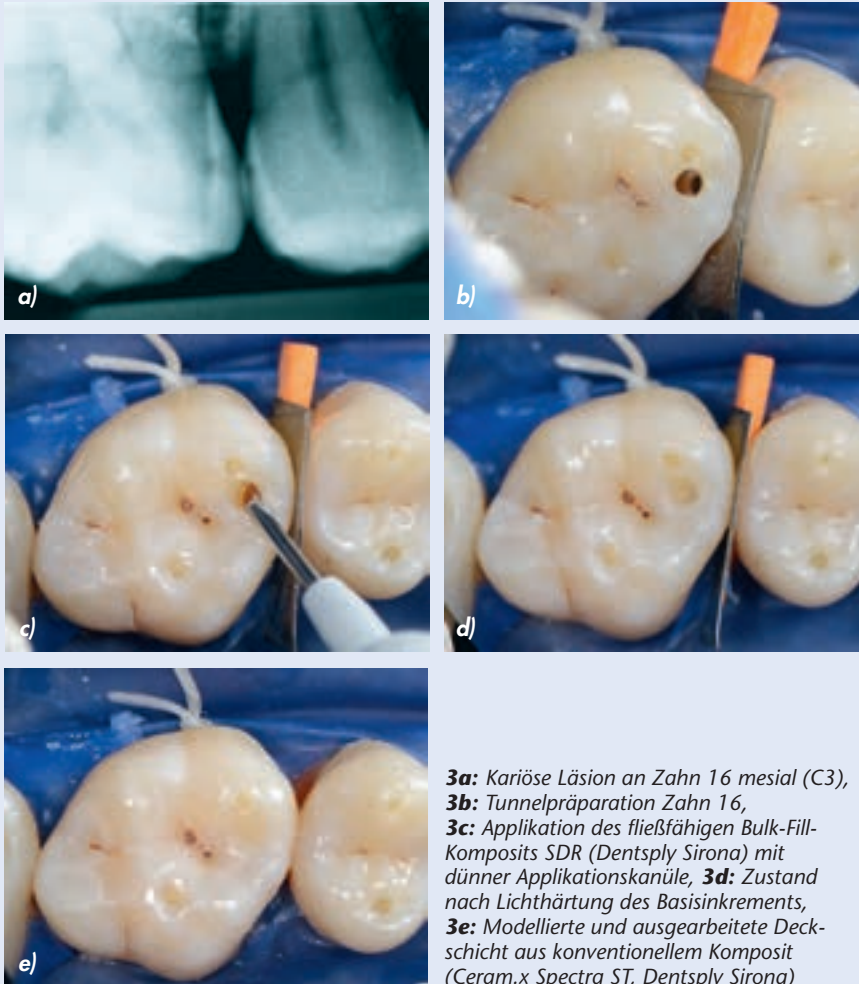 a)
b)
c)
d)
e)
3a: Kariöse Läsion an Zahn 16 mesial (C3),
3b: Tunnelpräparation Zahn 16,
3c: Applikation des fließfähigen Bulk-Fill-
Komposits SDR (Dentsply Sirona) mit
dünner Applikationskanüle, 3d: Zustand
nach Lichthärtung des Basisinkrements,
3e: Modellierte und ausgearbeitete Deck-
schicht aus konventionellem Komposit
(Ceram.x Spectra ST, Dentsply Sirona)